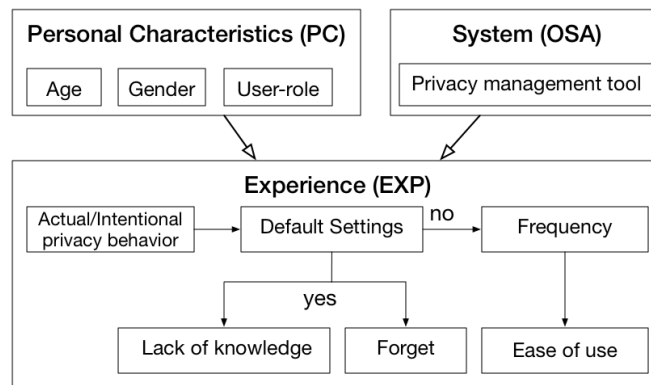 Personal Characteristics (PC)
Age
Gender
User-role
System (OSA)
Privacy management tool
Experience (EXP)
Actual/Intentional
privacy behavior
Default Settings
no
Frequency
yes
Lack of knowledge
Forget
Ease of use